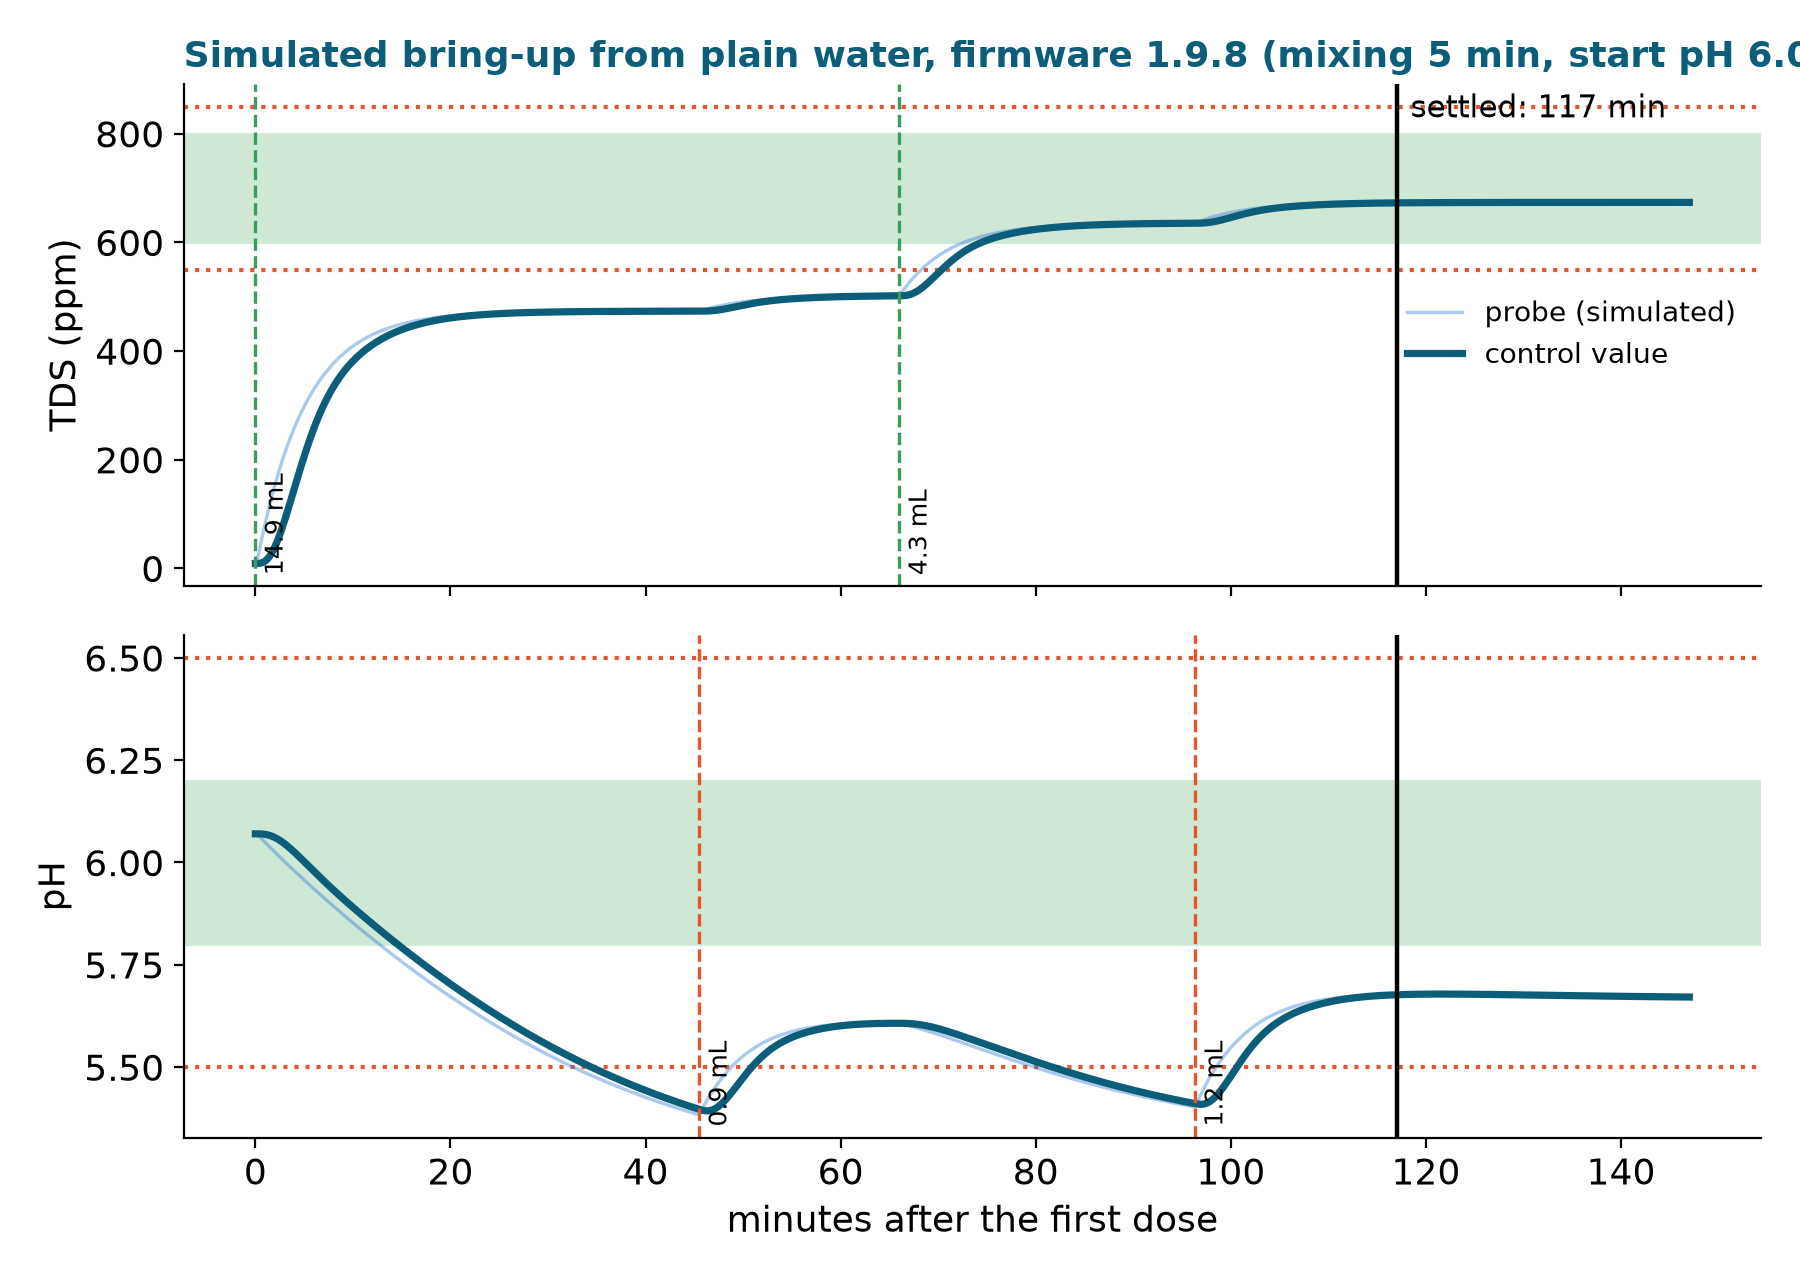 Simulated bring-up from plain water, firmware 1.9.8 (mixing 5 min, start pH 6.0
settled: 117 min
800
600
400
200
0
TDS (ppm)
probe (simulated)
control value
14.9 mL
4.3 mL
6.50
6.25
6.00
5.75
5.50
pH
0.9 mL
1.2 mL
0 20 40 60 80 100 120 140
minutes after the first dose